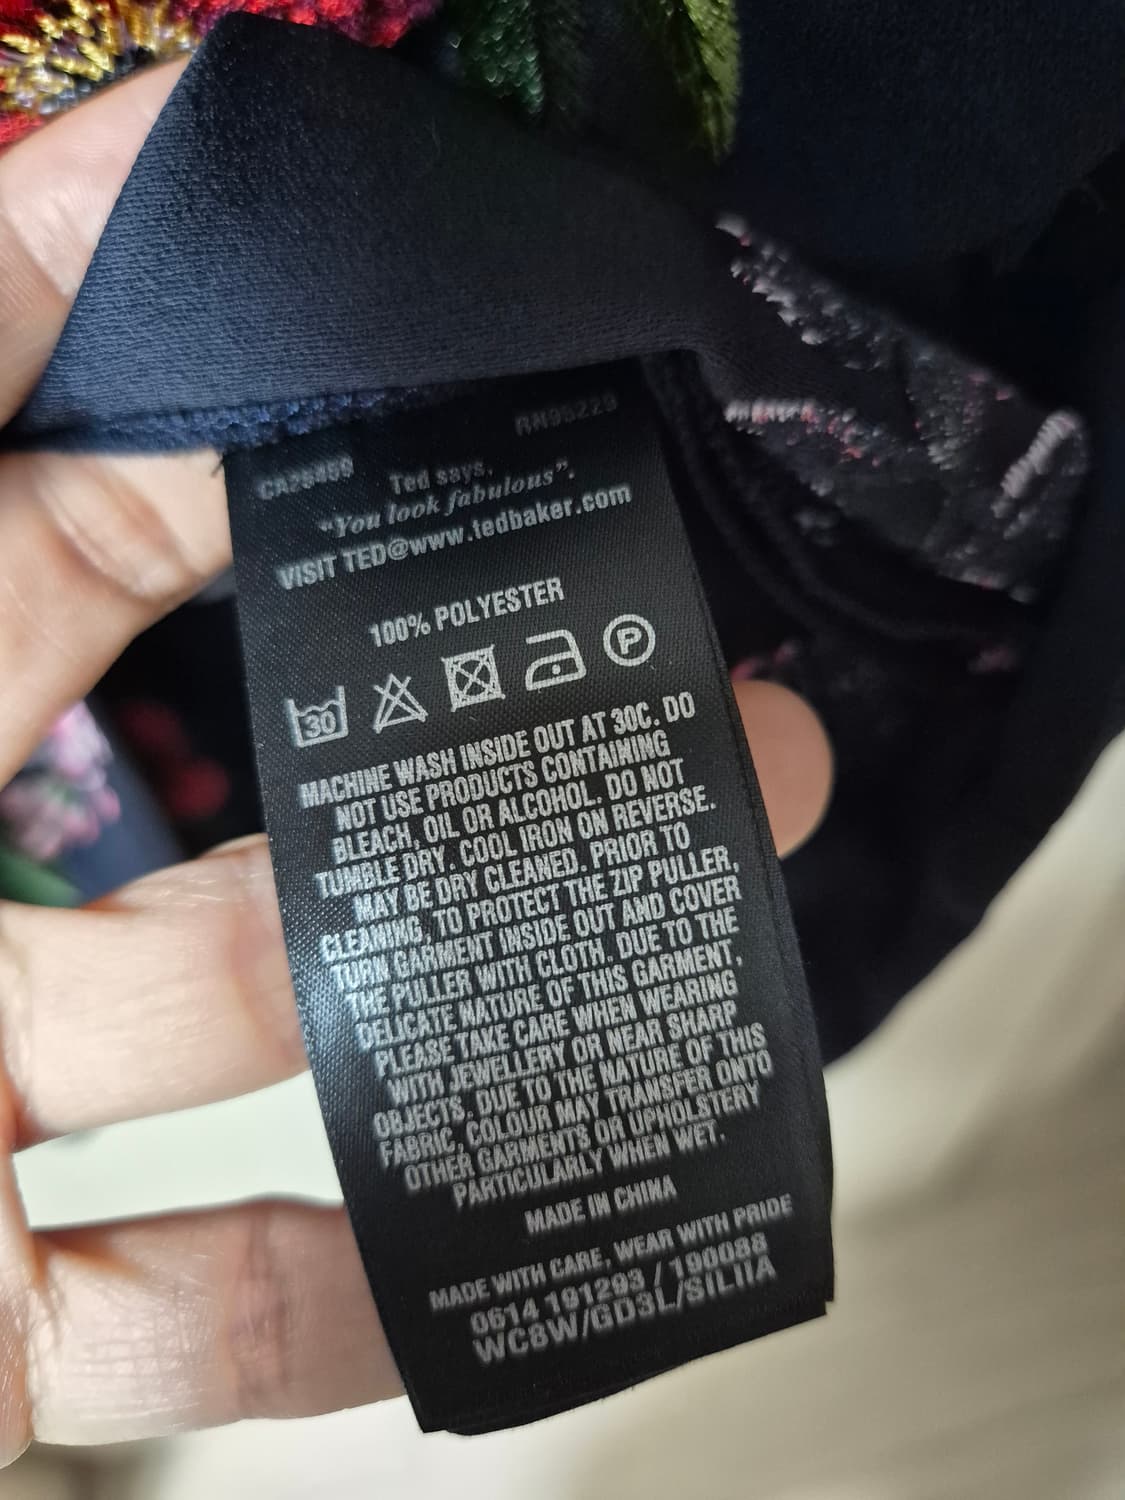 RN95229
CA25868
Ted says,
“You look fabulous”.
VISIT TED@www.tedbaker.com
100% POLYESTER
30 P
MACHINE WASH INSIDE OUT AT 30C. DO
NOT USE PRODUCTS CONTAINING
BLEACH, OIL OR ALCOHOL. DO NOT
TUMBLE DRY. COOL IRON ON REVERSE.
MAY BE DRY CLEANED. PRIOR TO
CLEANING, TO PROTECT THE ZIP PULLER,
TURN GARMENT INSIDE OUT AND COVER
THE PULLER WITH CLOTH. DUE TO THE
DELICATE NATURE OF THIS GARMENT,
PLEASE TAKE CARE WHEN WEARING
WITH JEWELLERY OR NEAR SHARP
OBJECTS. DUE TO THE NATURE OF THIS
FABRIC, COLOUR MAY TRANSFER ONTO
OTHER GARMENTS OR UPHOLSTERY
PARTICULARLY WHEN WET.
MADE IN CHINA
MADE WITH CARE, WEAR WITH PRIDE
0614 191293 / 190088
WC8W/GD3L/SILIIA